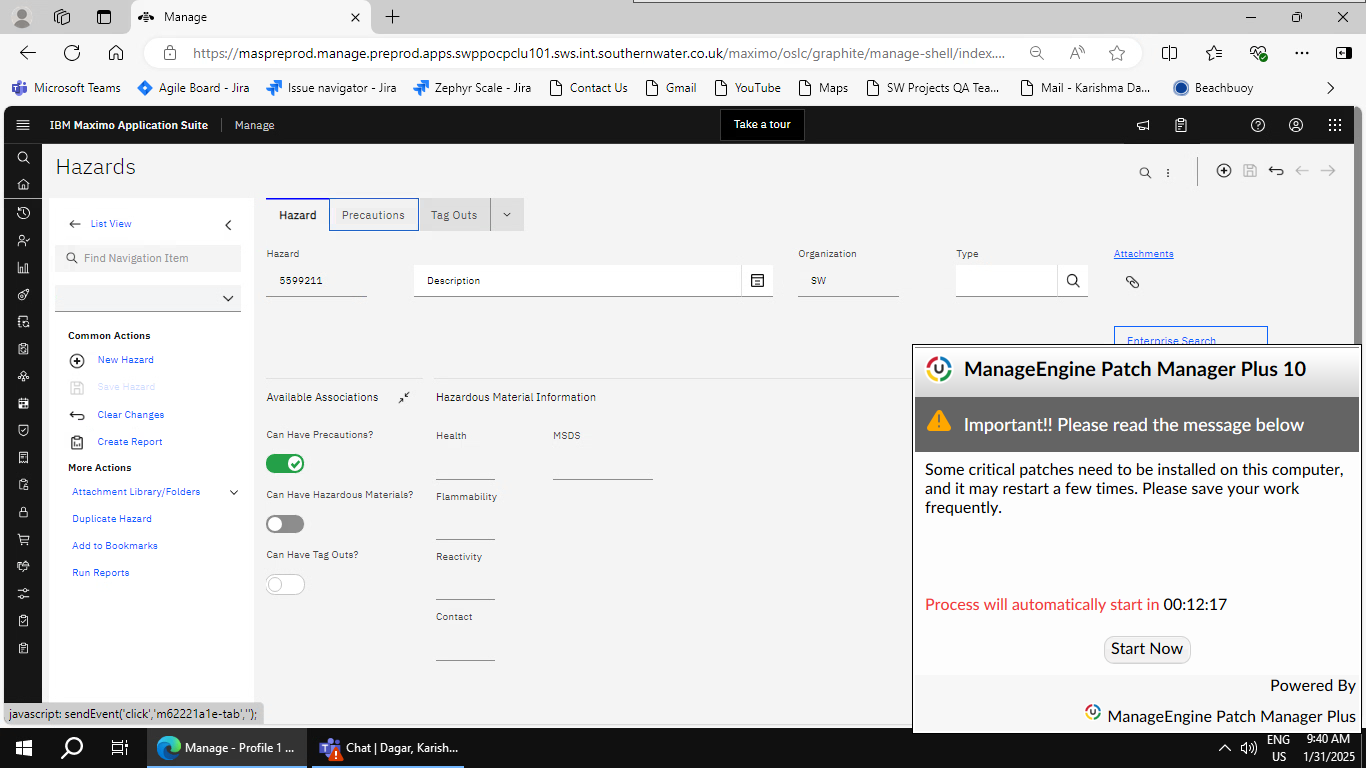 Manage
https://maspreprod.manage.preprod.apps.swppocpclu101.sws.int.southernwater.co.uk/maximo/oslc/graphite/manage-shell/index....
Microsoft Teams
Agile Board - Jira
Issue navigator - Jira
Zephyr Scale - Jira
Contact Us
Gmail
YouTube
Maps
SW Projects QA Tea...
Mail - Karishma Da...
Beachbuoy
IBM Maximo Application Suite
Manage
Take a tour
Hazards
List View
Find Navigation Item
Common Actions
New Hazard
Save Hazard
Clear Changes
Create Report
More Actions
Attachment Library/Folders
Duplicate Hazard
Add to Bookmarks
Run Reports
Hazard
Precautions
Tag Outs
Hazard
5599211
Description
Organization
SW
Type
Attachments
Enterprise Search
Available Associations
Can Have Precautions?
Can Have Hazardous Materials?
Can Have Tag Outs?
Hazardous Material Information
Health
MSDS
Flammability
Reactivity
Contact
ManageEngine Patch Manager Plus 10
Important!! Please read the message below
Some critical patches need to be installed on this computer,
and it may restart a few times. Please save your work
frequently.
Process will automatically start in 00:12:17
Start Now
Powered By
ManageEngine Patch Manager Plus
javascript: sendEvent('click','m62221a1e-tab','');
Manage - Profile 1 ...
Chat | Dagar, Karish...
ENG
US
9:40 AM
1/31/2025